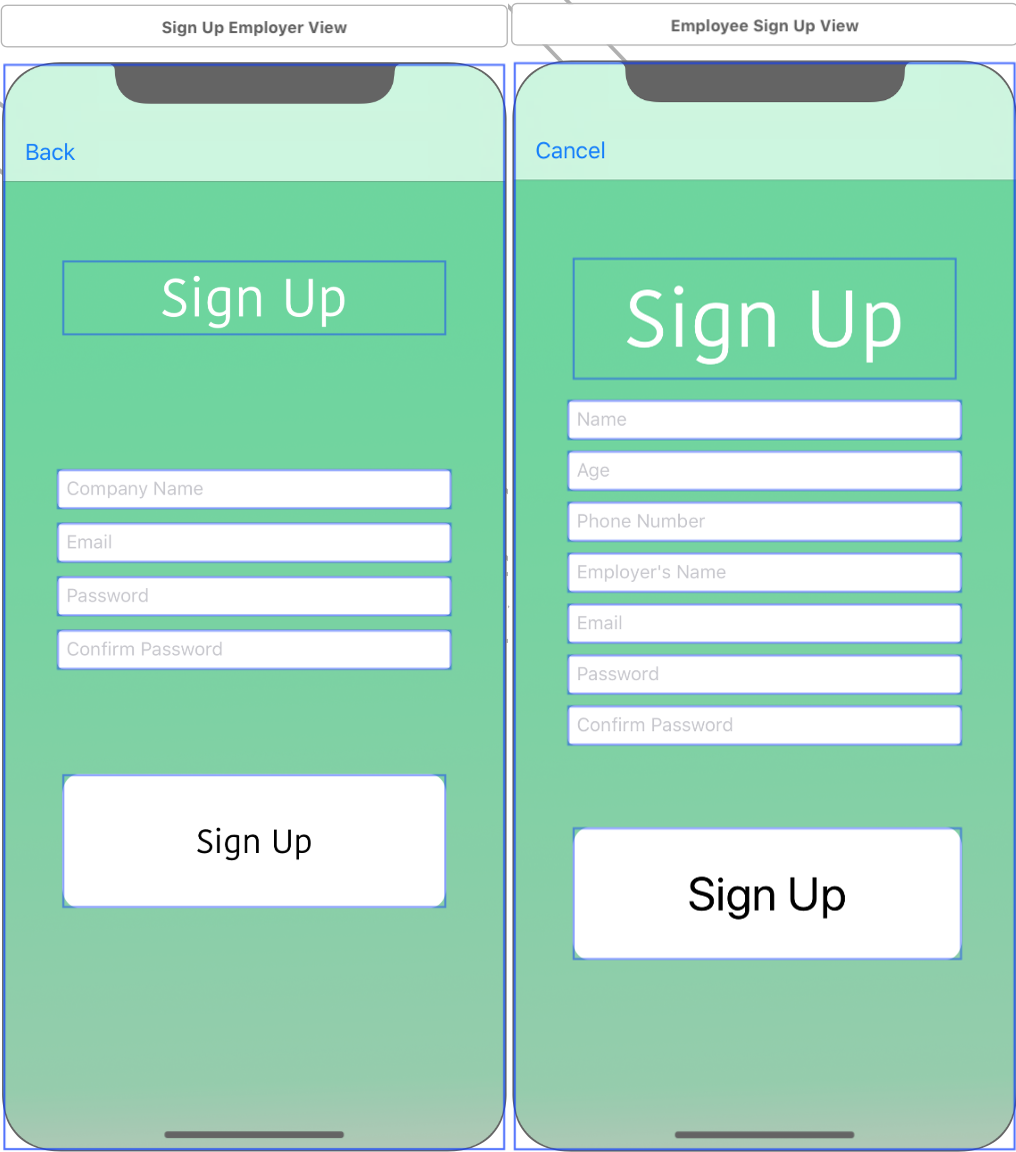 Sign Up Employer View
Back
Sign Up
Company Name
Email
Password
Confirm Password
Sign Up
Employee Sign Up View
Cancel
Sign Up
Name
Age
Phone Number
Employer's Name
Email
Password
Confirm Password
Sign Up